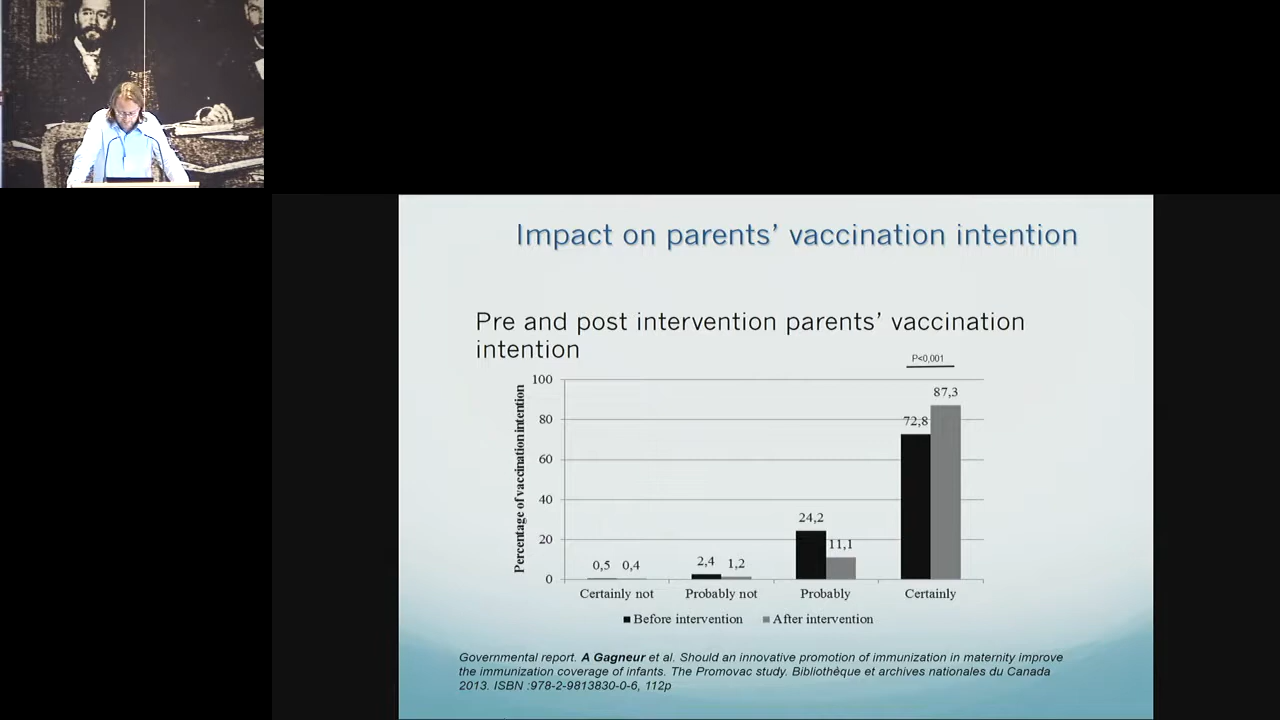 Impact on parents' vaccination intention
Pre and post intervention parents' vaccination
intention
P<0,001
Percentage of vaccination intention
100
80
60
40
20
0
0,5
0,4
2,4
1,2
24,2
11,1
72,8
87,3
Certainly not
Probably not
Probably
Certainly
Before intervention
After intervention
Governmental report. A Gagneur et al. Should an innovative promotion of immunization in maternity improve
the immunization coverage of infants. The Promovac study. Bibliothèque et archives nationales du Canada
2013. ISBN :978-2-9813830-0-6, 112p